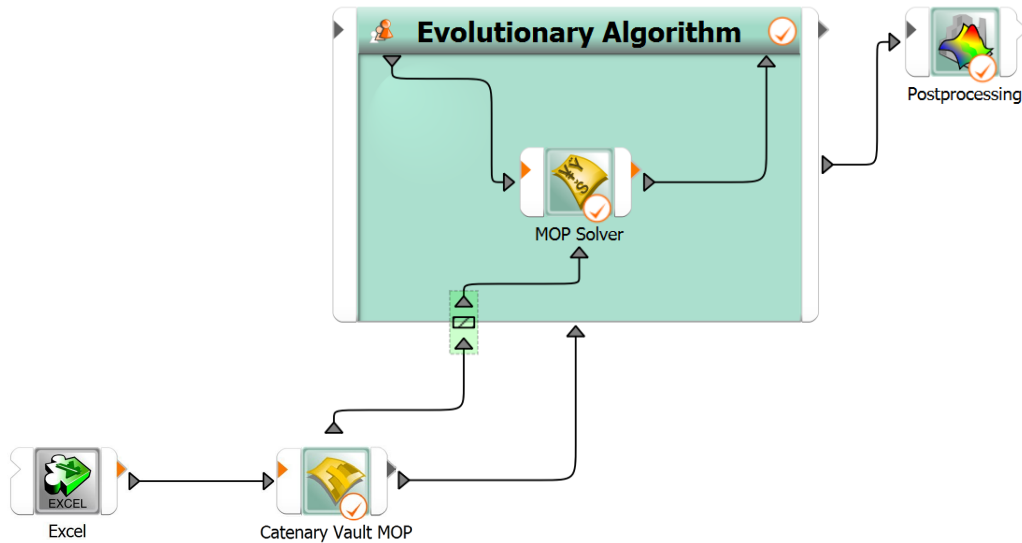 Evolutionary Algorithm
Postprocessing
MOP Solver
EXCEL
Excel
Catenary Vault MOP